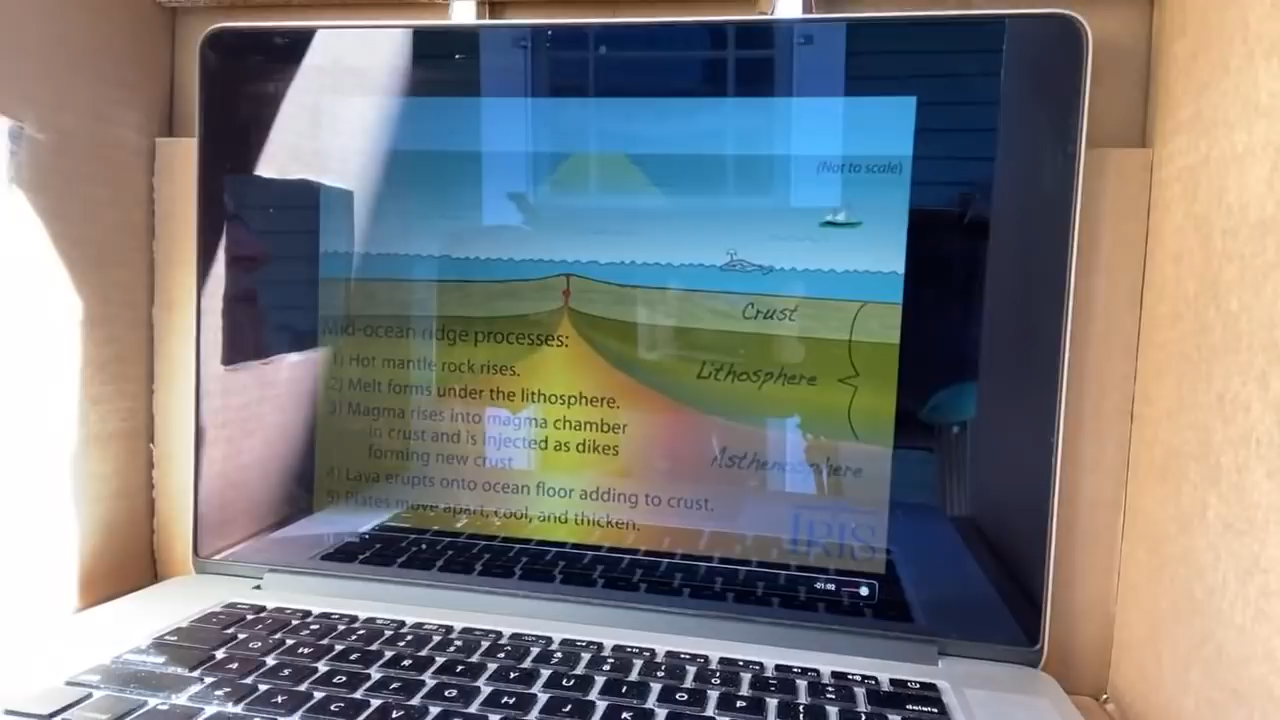 (Not to scale)
Crust
Mid-ocean ridge processes:
1) Hot mantle rock rises.
Lithosphere
2) Melt forms under the lithosphere.
3) Magma rises into magma chamber
in crust and is injected as dikes
forming new crust
Asthenosphere
4) Lava erupts onto ocean floor adding to crust.
5) Plates move apart, cool, and thicken.
IRIS
-01:02
Q W E R T Y U I O P
A S D F G H J K
Z X C V
delete